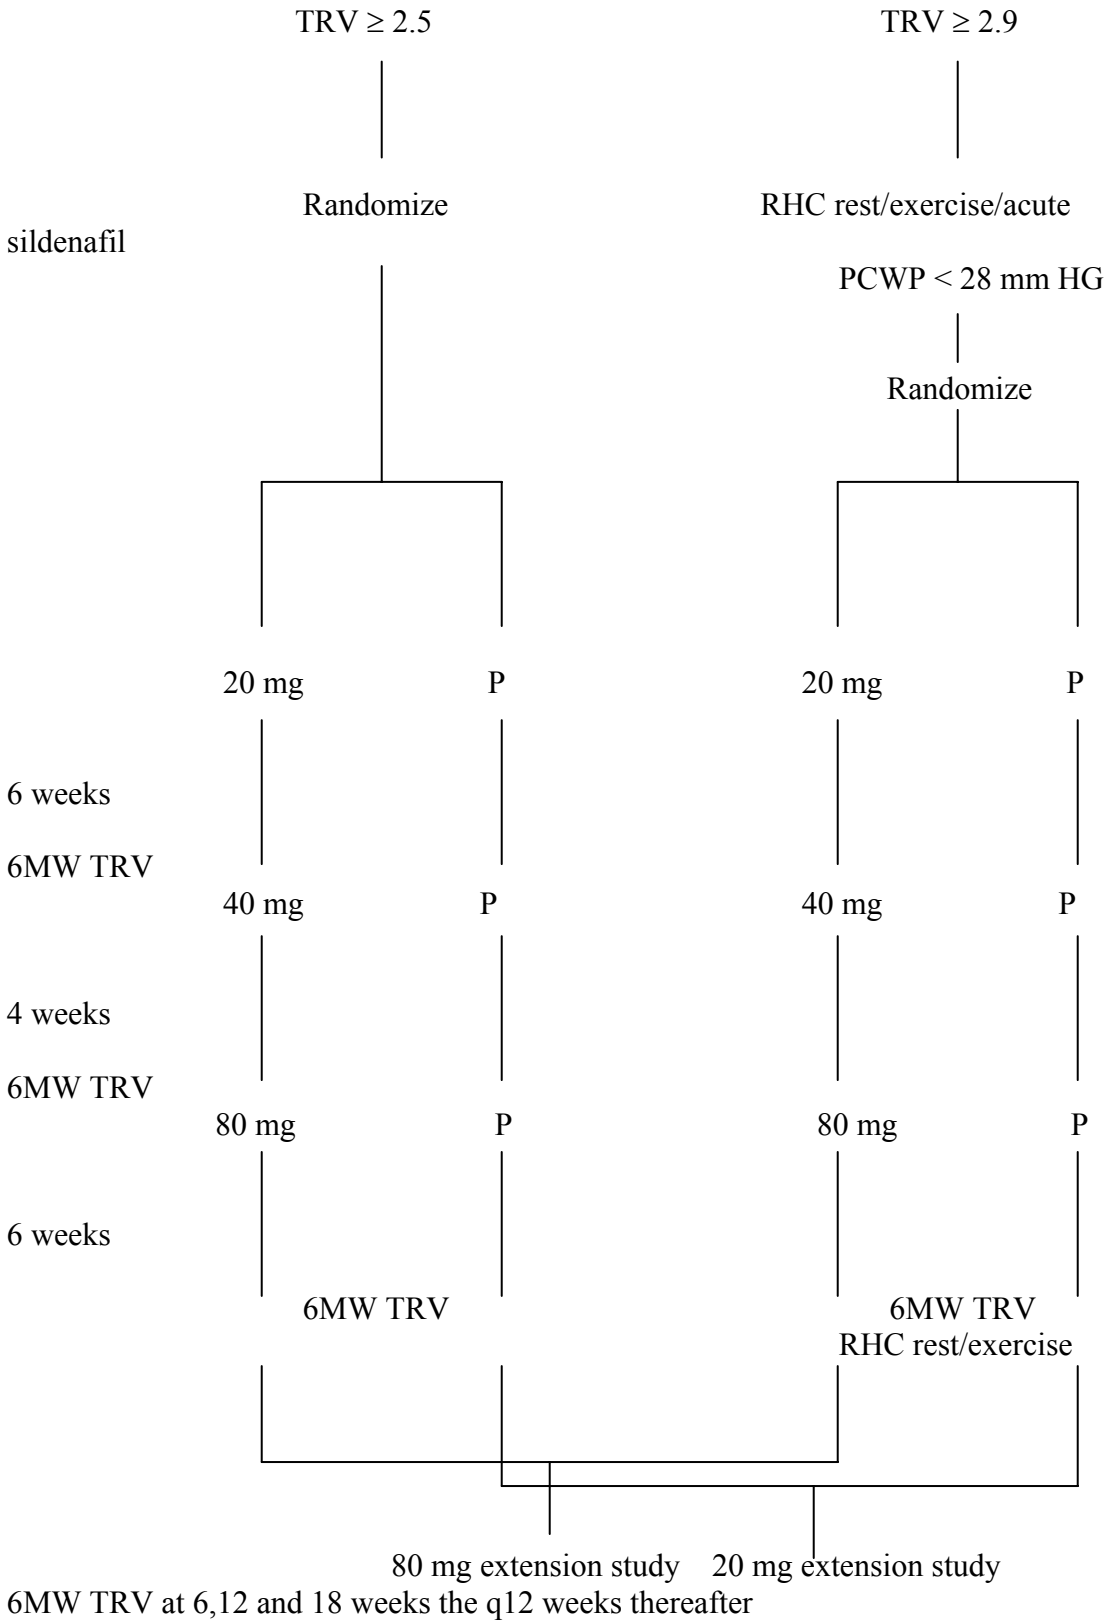 TRV ≥ 2.5 TRV ≥ 2.9
Randomize RHC rest/exercise/acute
sildenafil
PCWP < 28 mm HG
Randomize
20 mg P 20 mg P
6 weeks
6MW TRV
40 mg P 40 mg P
4 weeks
6MW TRV
80 mg P 80 mg P
6 weeks
6MW TRV 6MW TRV
RHC rest/exercise
80 mg extension study 20 mg extension study
6MW TRV at 6,12 and 18 weeks the q12 weeks thereafter